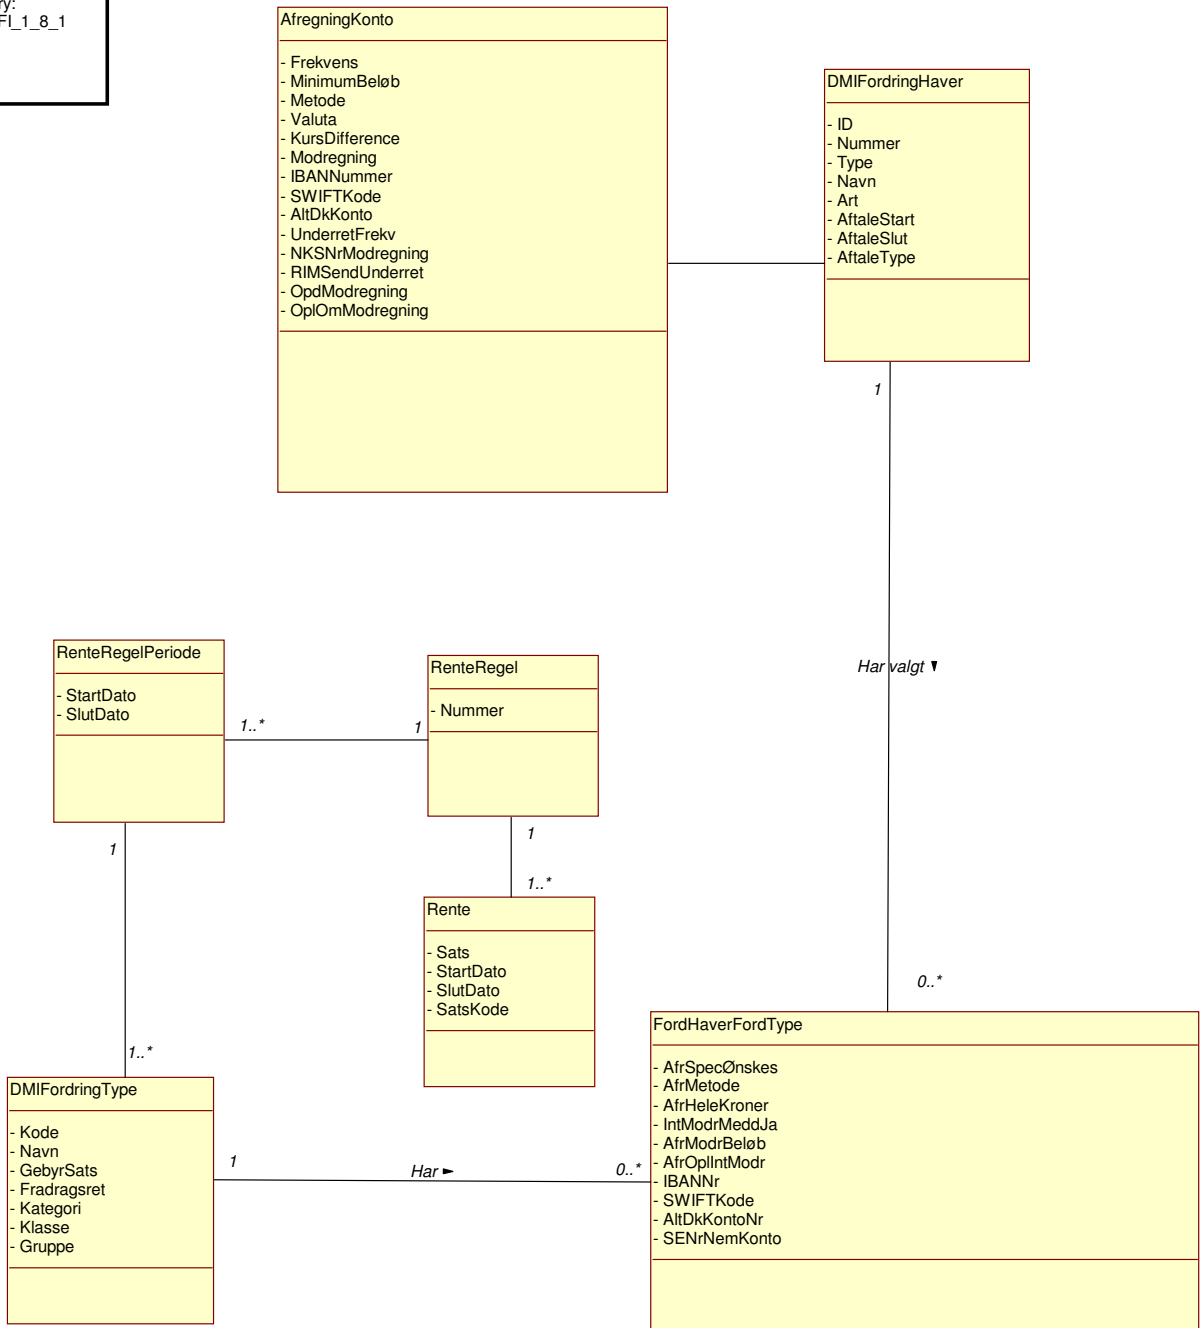 ry:
FI_1_8_1
AfregningKonto
- Frekvens
- MinimumBeløb
- Metode
- Valuta
- KursDifference
- Modregning
- IBANNummer
- SWIFTKode
- AltDkKonto
- UnderretFrekv
- NKSNrModregning
- RIMSendUnderret
- OpdModregning
- OplOmModregning
DMIFordringHaver
- ID
- Nummer
- Type
- Navn
- Art
- AftaleStart
- AftaleSlut
- AftaleType
1
Har valgt
0..*
RenteRegelPeriode
- StartDato
- SlutDato
1..*
1
RenteRegel
- Nummer
1
1..*
Rente
- Sats
- StartDato
- SlutDato
- SatsKode
1
1..*
DMIFordringType
- Kode
- Navn
- GebyrSats
- Fradragsret
- Kategori
- Klasse
- Gruppe
1
Har
0..*
FordHaverFordType
- AfrSpecØnskes
- AfrMetode
- AfrHeleKroner
- IntModrMeddJa
- AfrModrBeløb
- AfrOplIntModr
- IBANNr
- SWIFTKode
- AltDkKontoNr
- SENrNemKonto